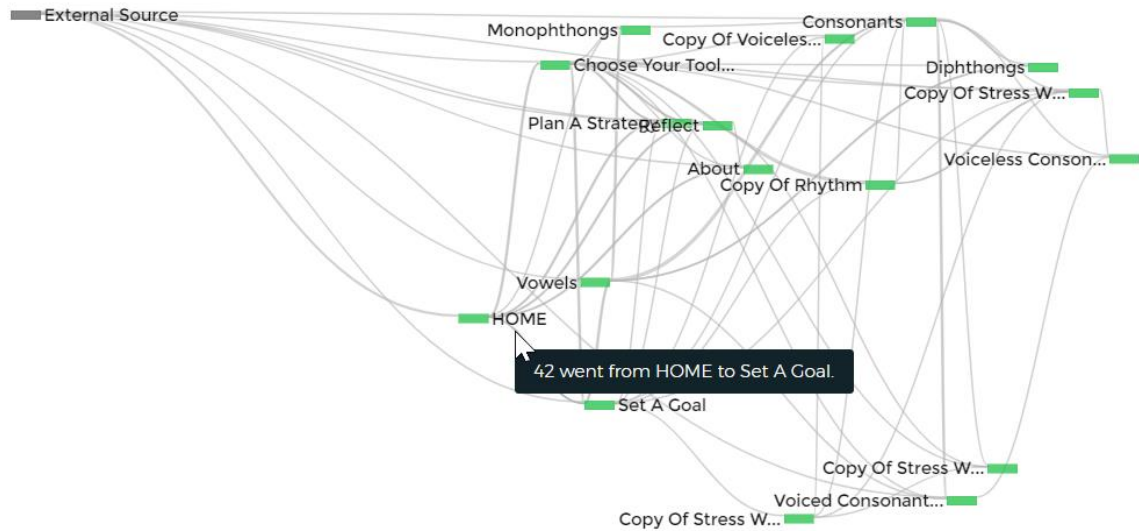 External Source
Consonants
Monophthongs
Copy Of Voiceles...
Choose Your Tool...
Diphthongs
Copy Of Stress W...
Plan A Strategy
Reflect
Voiceless Conson...
About
Copy Of Rhythm
Vowels
HOME
42 went from HOME to Set A Goal.
Set A Goal
Copy Of Stress W...
Voiced Consonant...
Copy Of Stress W...